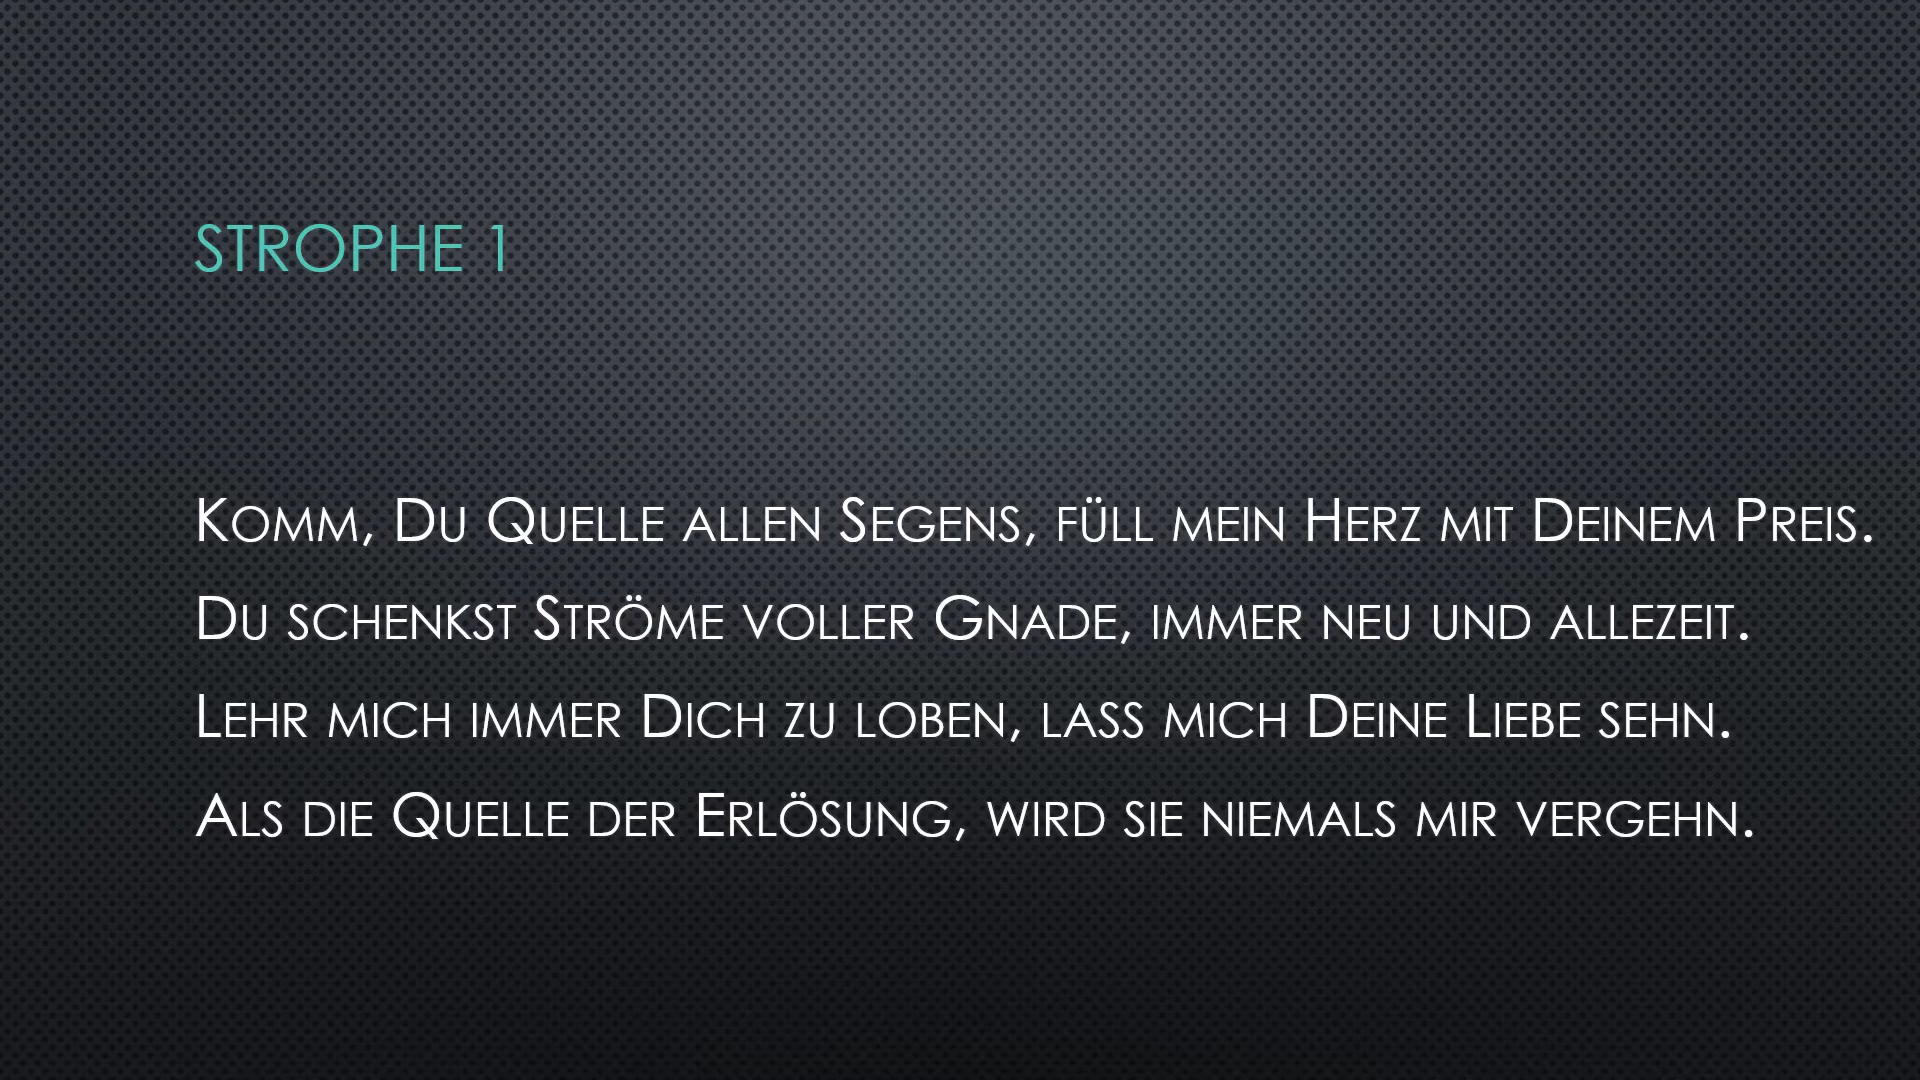 STROPHE 1
Komm, Du Quelle allen Segens, füll mein Herz mit Deinem Preis.
Du schenkst Ströme voller Gnade, immer neu und allezeit.
Lehr mich immer Dich zu loben, lass mich Deine Liebe sehn.
Als die Quelle der Erlösung, wird sie niemals mir vergehn.